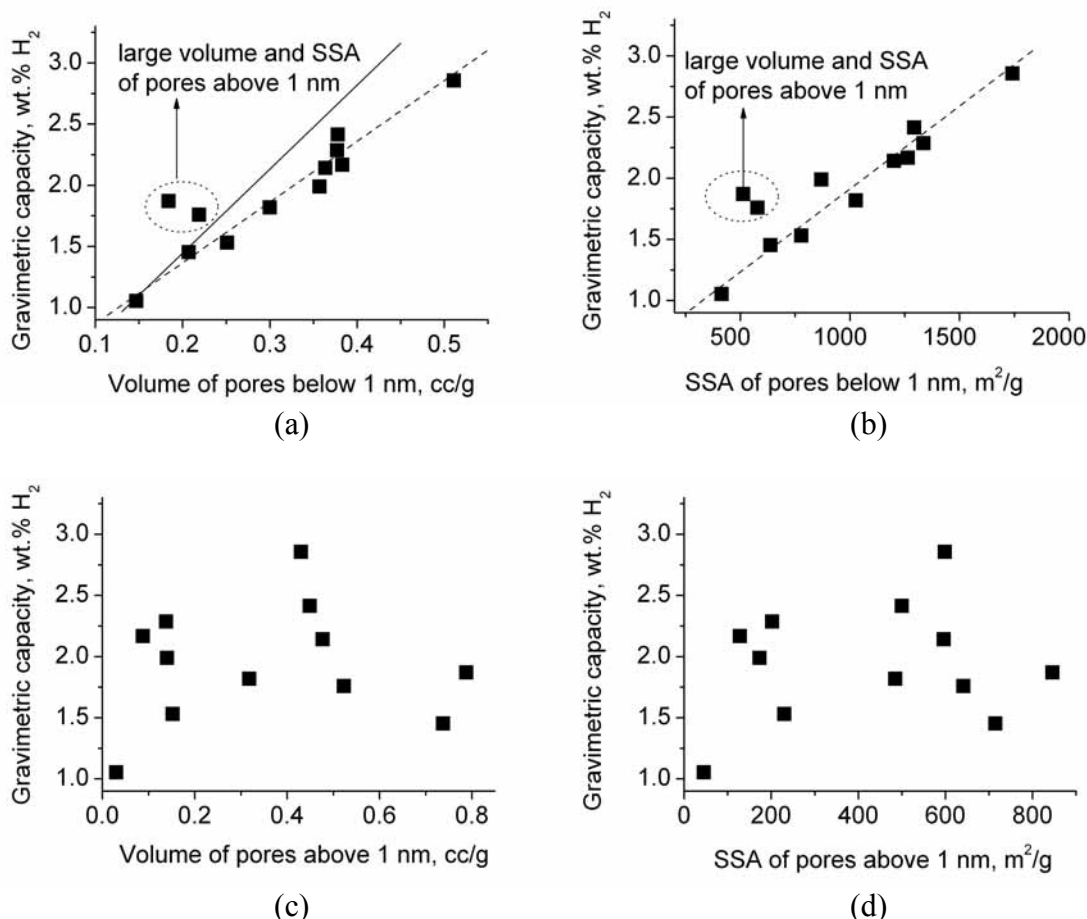 Gravimetric capacity, wt.% H₂
3.0
2.5
2.0
1.5
1.0
large volume and SSA
of pores above 1 nm
0.1 0.2 0.3 0.4 0.5
Volume of pores below 1 nm, cc/g
(a)
Gravimetric capacity, wt.% H₂
3.0
2.5
2.0
1.5
1.0
large volume and SSA
of pores above 1 nm
500 1000 1500 2000
SSA of pores below 1 nm, m²/g
(b)
Gravimetric capacity, wt.% H₂
3.0
2.5
2.0
1.5
1.0
0.0 0.2 0.4 0.6 0.8
Volume of pores above 1 nm, cc/g
(c)
Gravimetric capacity, wt.% H₂
3.0
2.5
2.0
1.5
1.0
0 200 400 600 800
SSA of pores above 1 nm, m²/g
(d)